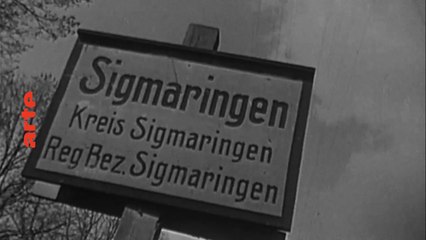 Sigmaringen
Kreis Sigmaringen
Reg Bez. Sigmaringen
arte